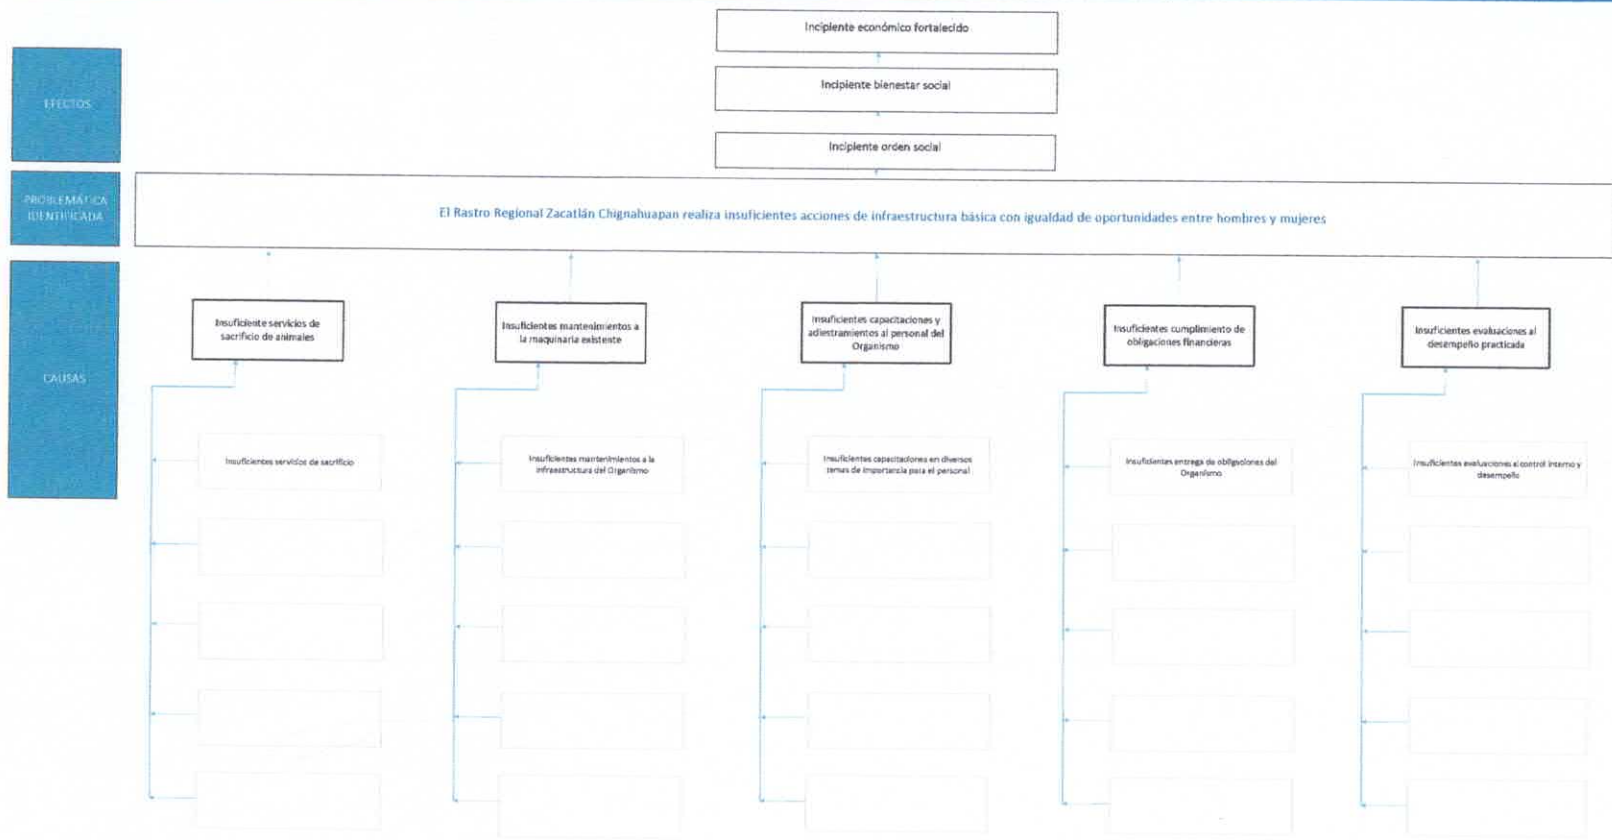 Incipiente económico fortalecido
EFECTOS
Incipiente bienestar social
Incipiente orden social
PROBLEMÁTICA
IDENTIFICADA
El Rastro Regional Zacatlán Chignahuapan realiza insuficientes acciones de infraestructura básica con igualdad de oportunidades entre hombres y mujeres
CAUSAS
Insuficiente servicios de
sacrificio de animales
Insuficientes mantenimientos a
la maquinaria existente
Insuficientes capacitaciones y
adiestramientos al personal del
Organismo
Insuficientes cumplimiento de
obligaciones financieras
Insuficientes evaluaciones al
desempeño practicada
Insuficientes servicios de sacrificio
Insuficientes mantenimientos a la
infraestructura del Organismo
Insuficientes capacitaciones en diversos
temas de importancia para el personal
Insuficientes entrega de obligaciones del
Organismo
Insuficientes evaluaciones al control interno y
desempeño